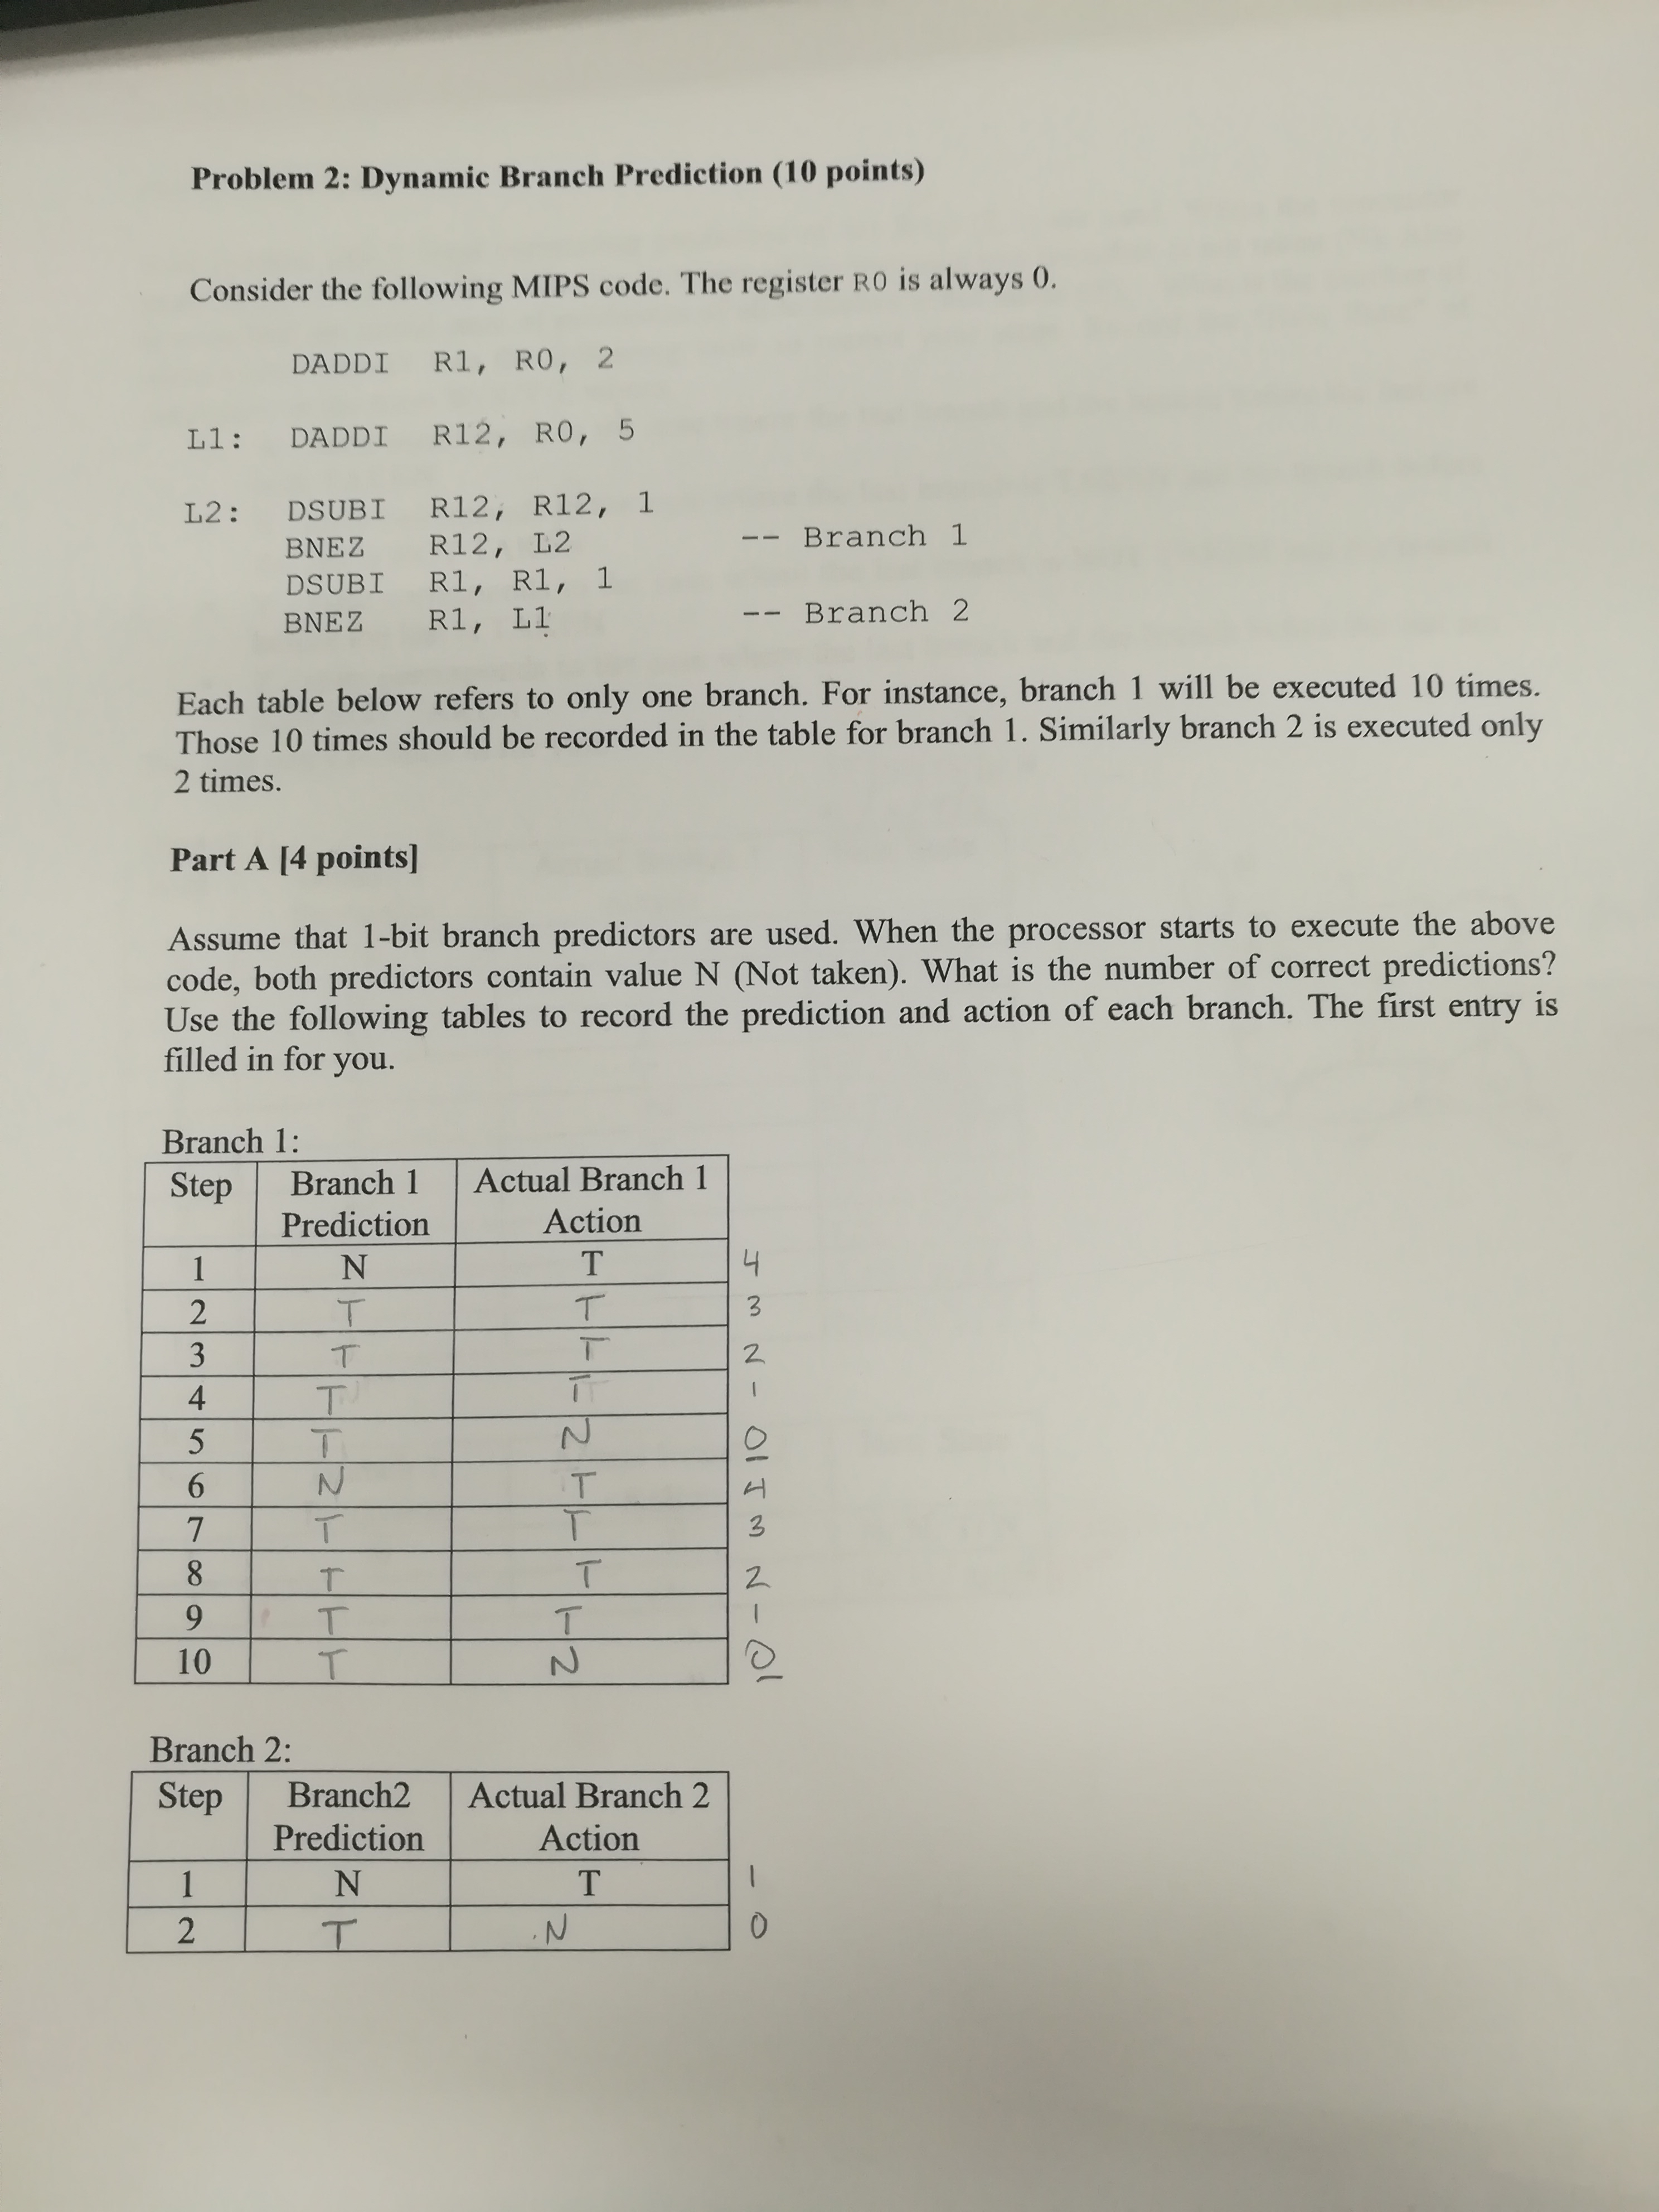 Problem 2: Dynamic Branch Prediction (10 points)
Consider the following MIPS code. The register R0 is always 0.
DADDI R1, R0, 2
L1: DADDI R12, R0, 5
L2: DSUBI R12, R12, 1
BNEZ R12, L2 -- Branch 1
DSUBI R1, R1, 1
BNEZ R1, L1 -- Branch 2
Each table below refers to only one branch. For instance, branch 1 will be executed 10 times.
Those 10 times should be recorded in the table for branch 1. Similarly branch 2 is executed only
2 times.
Part A [4 points]
Assume that 1-bit branch predictors are used. When the processor starts to execute the above
code, both predictors contain value N (Not taken). What is the number of correct predictions?
Use the following tables to record the prediction and action of each branch. The first entry is
filled in for you.
Branch 1:
Step Branch 1 Actual Branch 1
Prediction Action
1 N T 4
2 T T 3
3 T T 2
4 T T 1
5 T N 0
6 N T 4
7 T T 3
8 T T 2
9 T T 1
10 T N 0
Branch 2:
Step Branch2 Actual Branch 2
Prediction Action
1 N T 1
2 T N 0